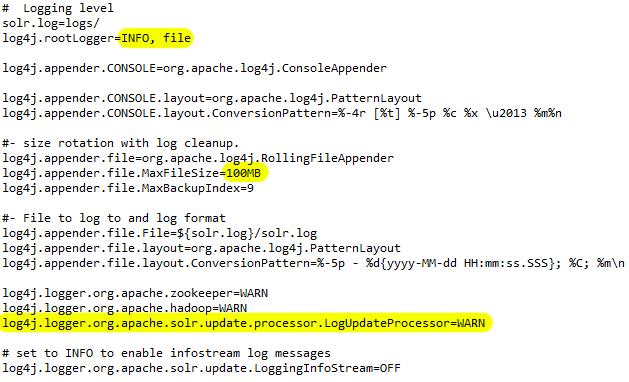 #  Logging level
solr.log=logs/
log4j.rootLogger=INFO, file
log4j.appender.CONSOLE=org.apache.log4j.ConsoleAppender
log4j.appender.CONSOLE.layout=org.apache.log4j.PatternLayout
log4j.appender.CONSOLE.layout.ConversionPattern=%-4r [%t] %-5p %c %x \u2013 %m%n
#- size rotation with log cleanup.
log4j.appender.file=org.apache.log4j.RollingFileAppender
log4j.appender.file.MaxFileSize=100MB
log4j.appender.file.MaxBackupIndex=9
#- File to log to and log format
log4j.appender.file.File=${solr.log}/solr.log
log4j.appender.file.layout=org.apache.log4j.PatternLayout
log4j.appender.file.layout.ConversionPattern=%-5p - %d{yyyy-MM-dd HH:mm:ss.SSS}; %C; %m\n
log4j.logger.org.apache.zookeeper=WARN
log4j.logger.org.apache.hadoop=WARN
log4j.logger.org.apache.solr.update.processor.LogUpdateProcessor=WARN
# set to INFO to enable infostream log messages
log4j.logger.org.apache.solr.update.LoggingInfoStream=OFF